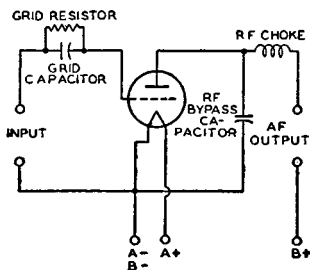 GRID RESISTOR
GRID
CAPACITOR
RF CHOKE
RF
BYPASS
CA-
PACITOR
INPUT
AF
OUTPUT
A-
B-
A+
B+